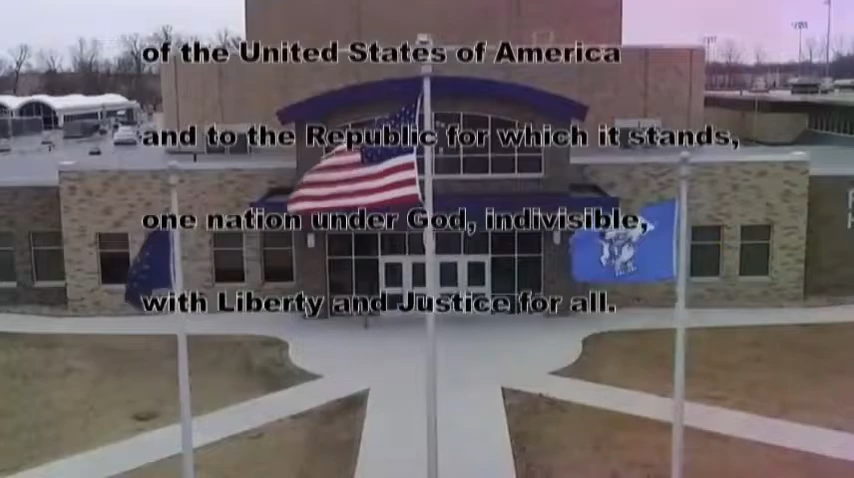 of the United States of America
and to the Republic for which it stands,
one nation under God, indivisible,
with Liberty and Justice for all.